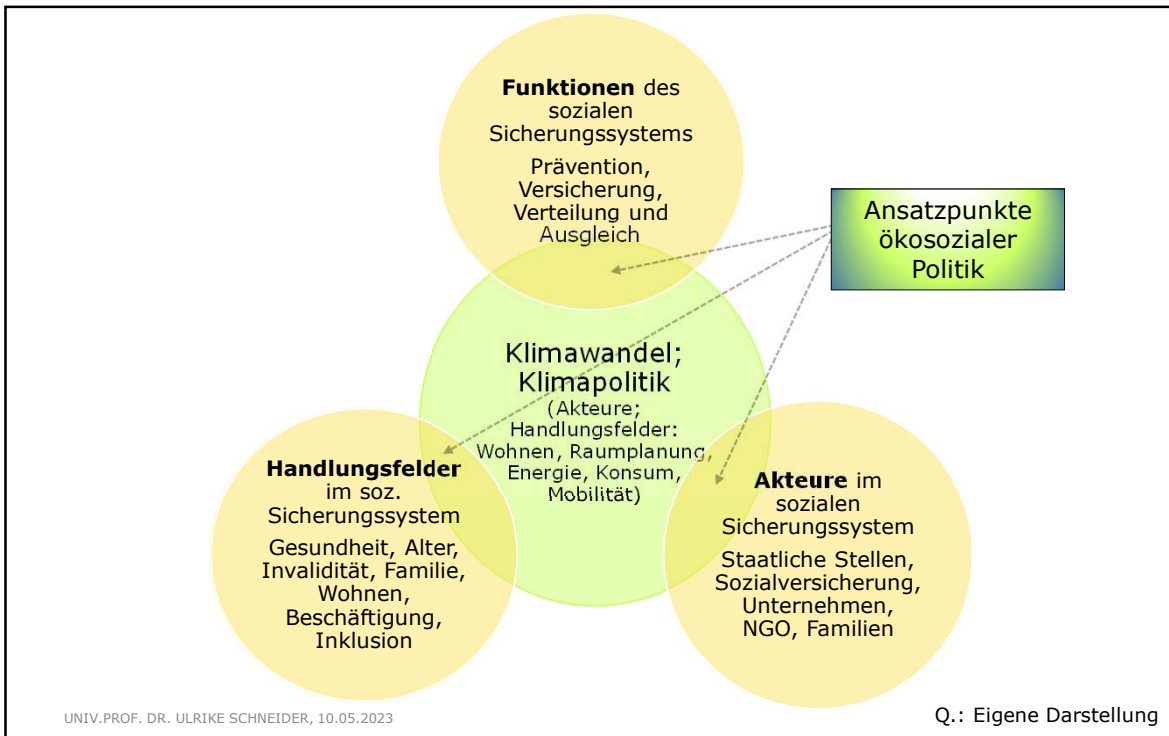 Funktionen des
sozialen
Sicherungssystems
Prävention,
Versicherung,
Verteilung und
Ausgleich
Ansatzpunkte
ökosozialer
Politik
Klimawandel;
Klimapolitik
(Akteure;
Handlungsfelder:
Wohnen, Raumplanung,
Energie, Konsum,
Mobilität)
Handlungsfelder
im soz.
Sicherungssystem
Gesundheit, Alter,
Invalidität, Familie,
Wohnen,
Beschäftigung,
Inklusion
Akteure im
sozialen
Sicherungssystem
Staatliche Stellen,
Sozialversicherung,
Unternehmen,
NGO, Familien
UNIV.PROF. DR. ULRIKE SCHNEIDER, 10.05.2023
Q.: Eigene Darstellung